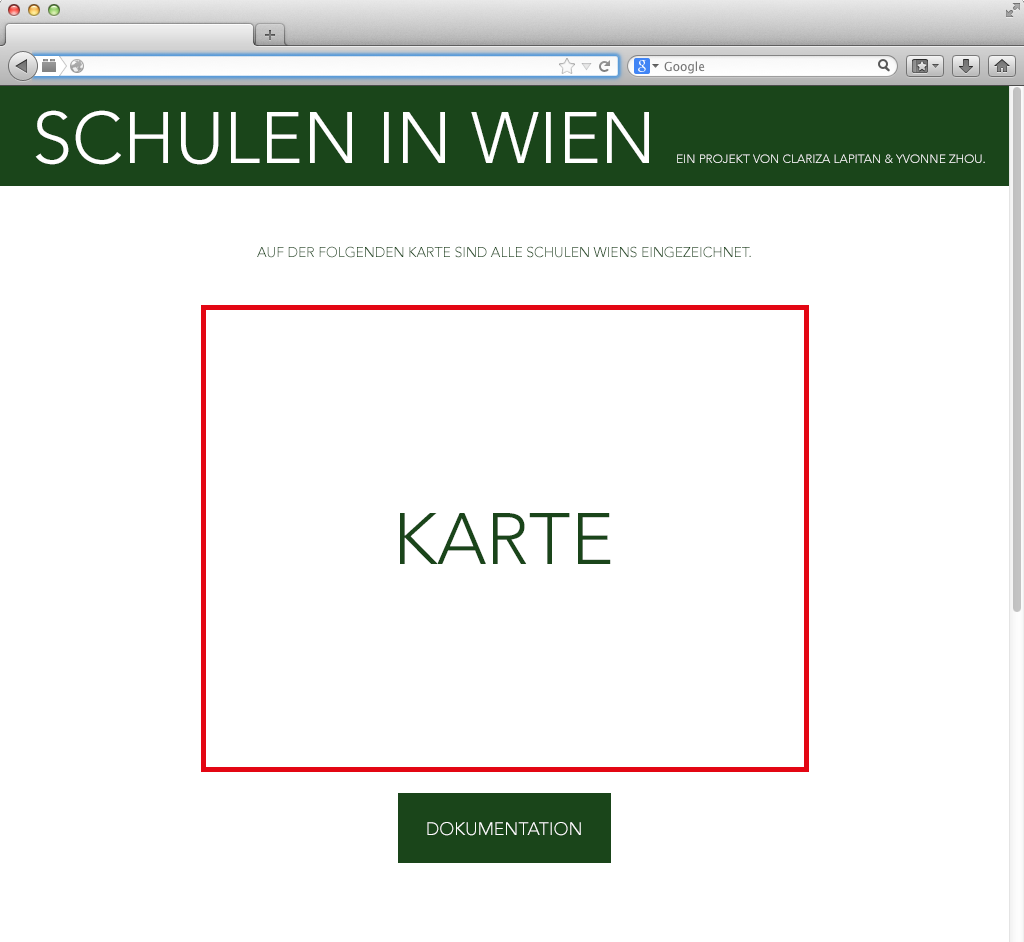 Google
SCHULEN IN WIEN
EIN PROJEKT VON CLARIZA LAPITAN & YVONNE ZHOU.
AUF DER FOLGENDEN KARTE SIND ALLE SCHULEN WIENS EINGEZEICHNET.
KARTE
DOKUMENTATION